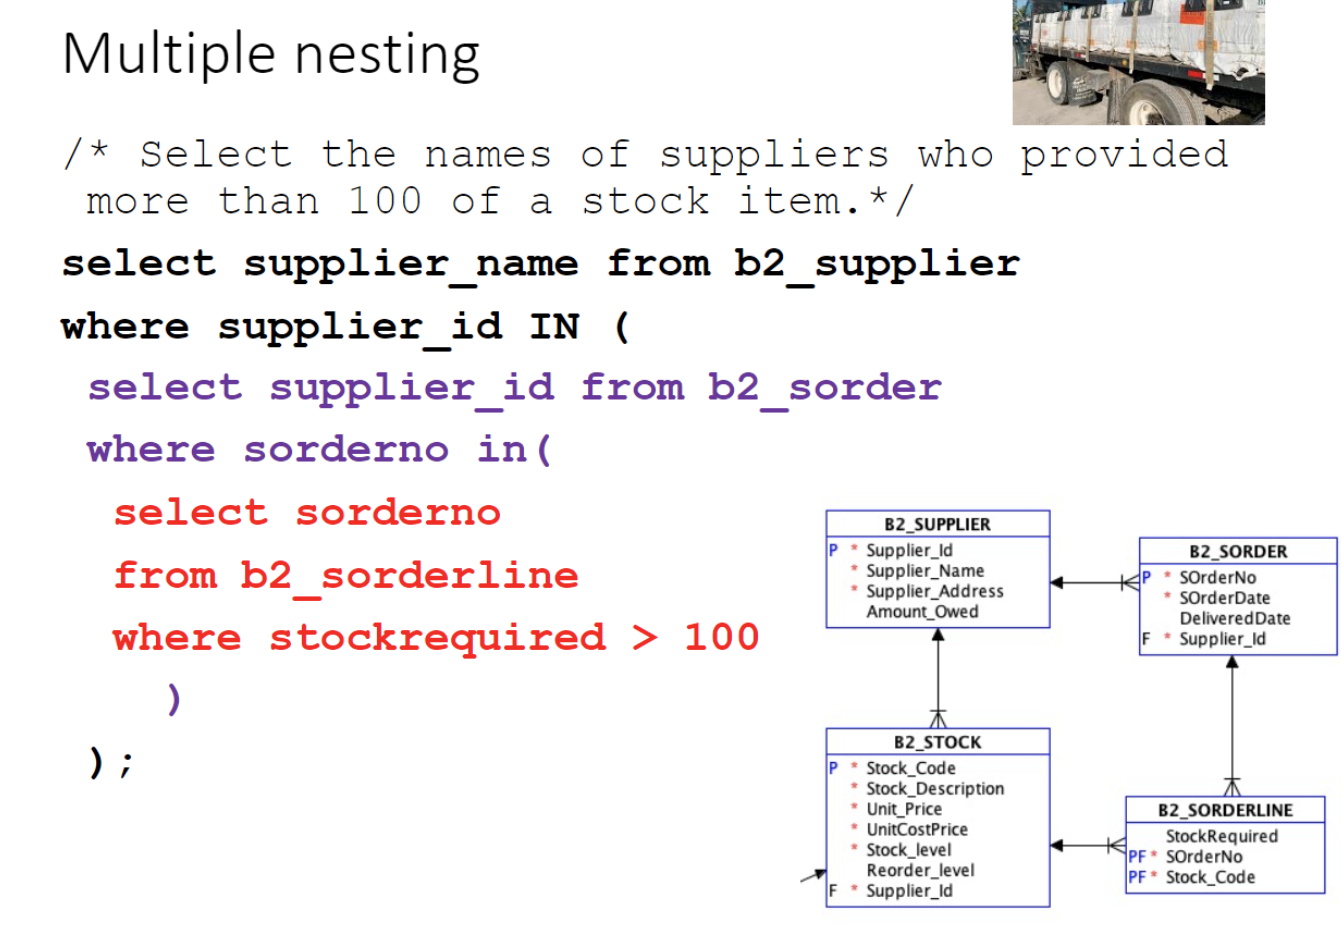 Multiple nesting
/* Select the names of suppliers who provided
more than 100 of a stock item.*/
select supplier_name from b2_supplier
where supplier_id IN (
select supplier_id from b2_sorder
where sorderno in(
select sorderno
from b2_sorderline
where stockrequired > 100
)
);
B2_SUPPLIER
P * Supplier_Id
* Supplier_Name
* Supplier_Address
Amount_Owed
B2_SORDER
P * SOrderNo
* SOrderDate
DeliveredDate
F * Supplier_Id
B2_STOCK
P * Stock_Code
* Stock_Description
* Unit_Price
* UnitCostPrice
* Stock_level
Reorder_level
F * Supplier_Id
B2_SORDERLINE
StockRequired
PF * SOrderNo
PF * Stock_Code